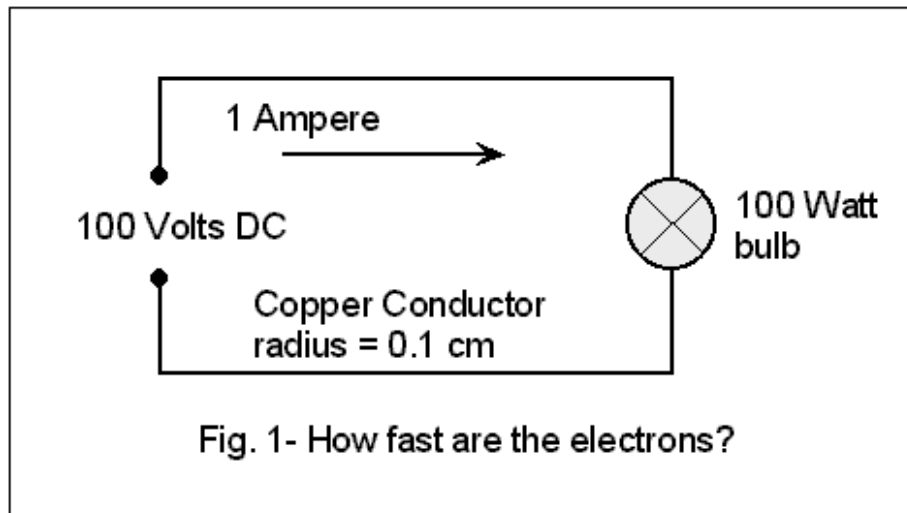 1 Ampere
100 Volts DC
100 Watt
bulb
Copper Conductor
radius = 0.1 cm
Fig. 1- How fast are the electrons?